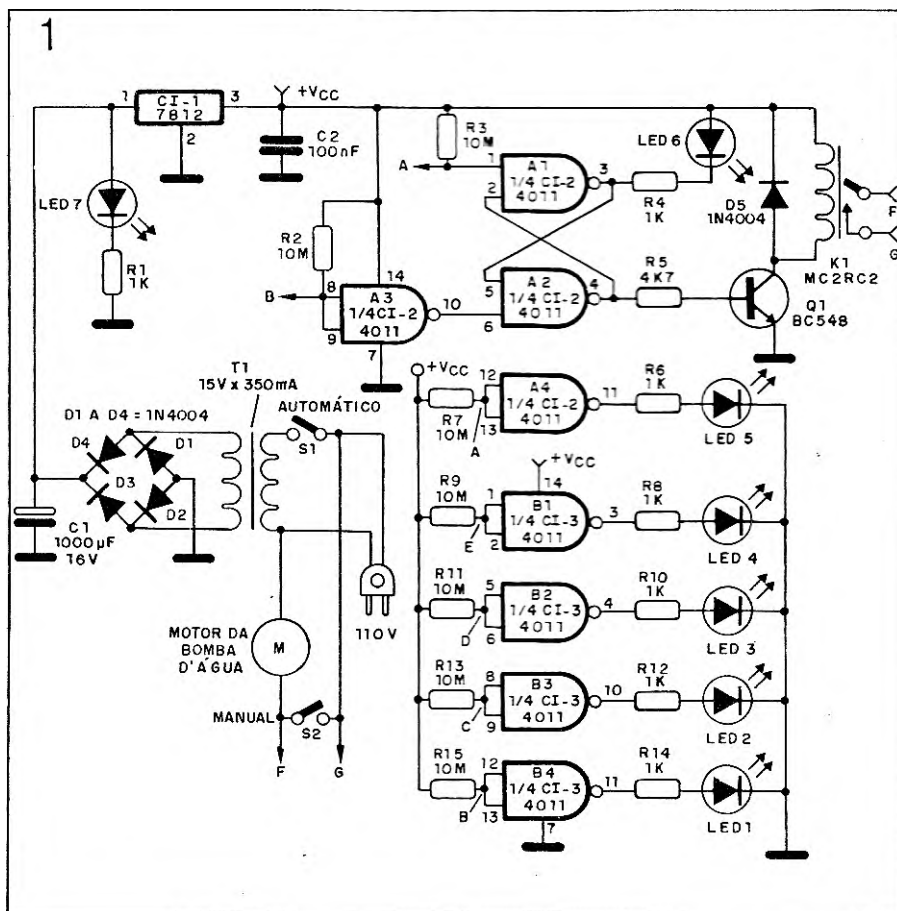 1
1
CI-1
7812
3
2
+VCC
C2
100nF
LED7
R1
1K
R2
10M
B
8
9
14
A3
1/4 CI-2
4011
10
7
R3
10M
A
1
2
A1
1/4 CI-2
4011
3
5
6
A2
1/4 CI-2
4011
4
LED6
R4
1K
R5
4K7
D5
1N4004
K1
MC2RC2
F
G
Q1
BC548
T1
15V x 350mA
D1 A D4 = 1N4004
D4
D1
D3
D2
AUTOMÁTICO
S1
C1
1000µF
16V
110V
MOTOR DA
BOMBA
D'ÁGUA
M
MANUAL
S2
F
G
+VCC
R7
10M
A
12
13
A4
1/4 CI-2
4011
11
R6
1K
LED 5
+VCC
14
R9
10M
E
1
2
B1
1/4 CI-3
4011
3
R8
1K
LED 4
R11
10M
D
5
6
B2
1/4 CI-3
4011
4
R10
1K
LED 3
R13
10M
C
8
9
B3
1/4 CI-3
4011
10
R12
1K
LED2
R15
10M
B
12
13
B4
1/4 CI-3
4011
11
7
R14
1K
LED1